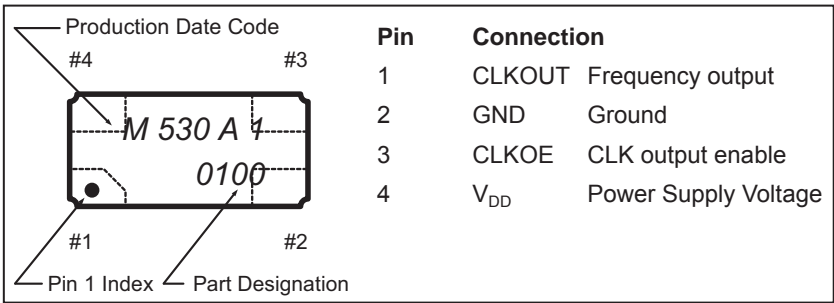 Production Date Code
#4 #3
M 530 A 1
0100
#1 #2
Pin 1 Index Part Designation
Pin Connection
1 CLKOUT Frequency output
2 GND Ground
3 CLKOE CLK output enable
4 VDD Power Supply Voltage